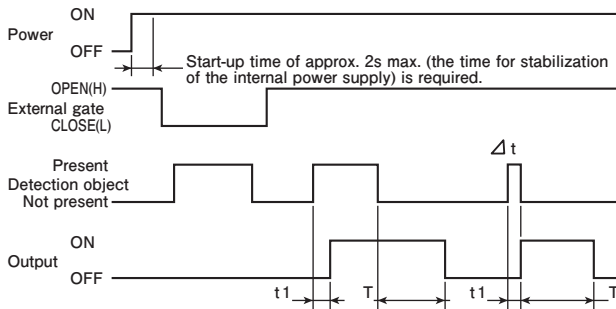 ON
Power
OFF
Start-up time of approx. 2s max. (the time for stabilization
of the internal power supply) is required.
OPEN(H)
External gate
CLOSE(L)
⊿ t
Present
Detection object
Not present
ON
Output
OFF
t1 T t1 T